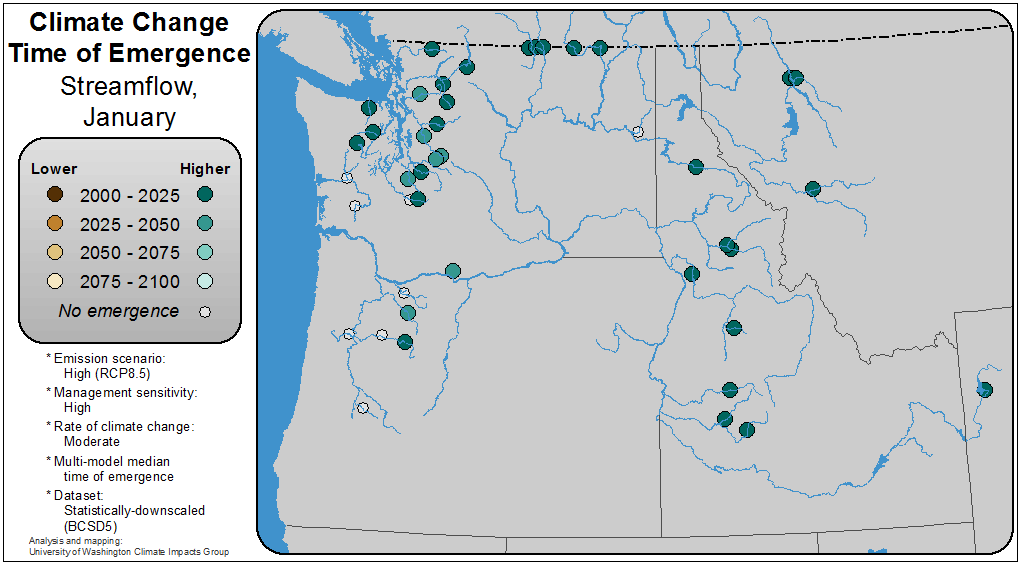 Climate Change
Time of Emergence
Streamflow,
January
Lower Higher
2000 - 2025
2025 - 2050
2050 - 2075
2075 - 2100
No emergence
* Emission scenario:
High (RCP8.5)
* Management sensitivity:
High
* Rate of climate change:
Moderate
* Multi-model median
time of emergence
* Dataset:
Statistically-downscaled
(BCSD5)
Analysis and mapping:
University of Washington Climate Impacts Group